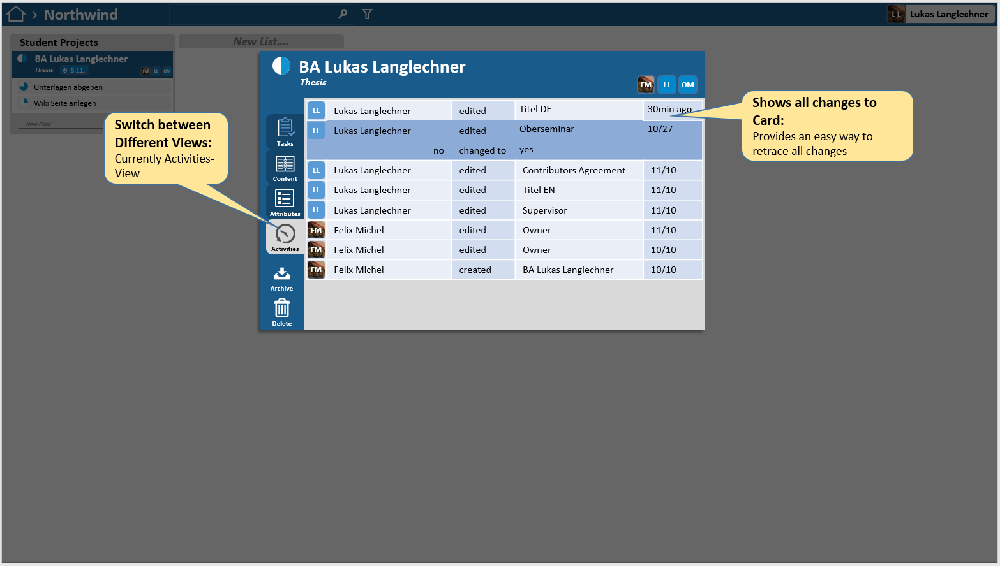 Northwind
LL Lukas Langlechner
Student Projects
New List....
BA Lukas Langlechner
Thesis 8.11. FM LL OM
Unterlagen abgeben
Wiki Seite anlegen
New Card...
Switch between
Different Views:
Currently Activities-
View
BA Lukas Langlechner
Thesis
FM LL OM
Tasks
Content
Attributes
Activities
Archive
Delete
LL Lukas Langlechner edited Titel DE 30min ago
LL Lukas Langlechner edited Oberseminar 10/27
no changed to yes
LL Lukas Langlechner edited Contributors Agreement 11/10
LL Lukas Langlechner edited Titel EN 11/10
LL Lukas Langlechner edited Supervisor 11/10
FM Felix Michel edited Owner 11/10
FM Felix Michel edited Owner 10/10
FM Felix Michel created BA Lukas Langlechner 10/10
Shows all changes to
Card:
Provides an easy way to
retrace all changes